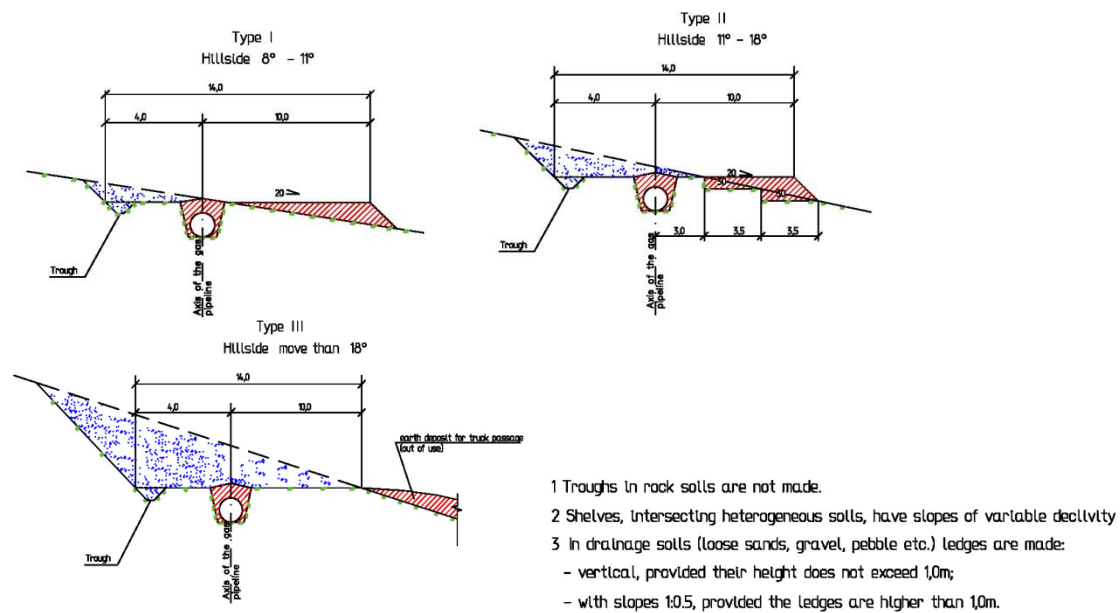 Type I
Hillside 8° - 11°
14,0
4,0
10,0
20
Trough
Axis of the gas
pipeline
Type II
Hillside 11° - 18°
14,0
4,0
10,0
20
50
50
3,0
3,5
3,5
Trough
Axis of the gas
pipeline
Type III
Hillside move than 18°
14,0
4,0
10,0
earth deposit for truck passage
(out of use)
Trough
Axis of the gas
pipeline
1 Troughs in rock soils are not made.
2 Shelves, intersecting heterogeneous soils, have slopes of variable declivity
3 In drainage soils (loose sands, gravel, pebble etc.) ledges are made:
- vertical, provided their height does not exceed 1,0m;
- with slopes 1:0.5, provided the ledges are higher than 1,0m.